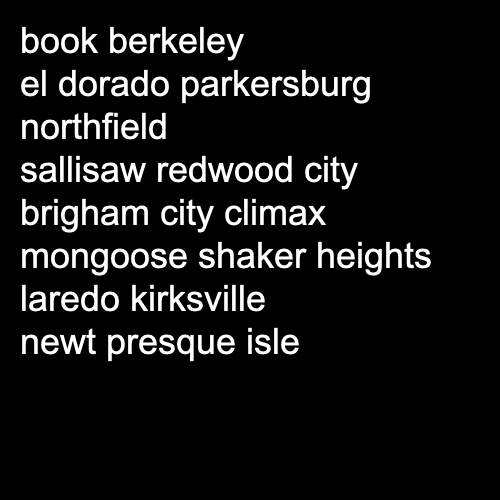 book berkeley
el dorado parkersburg
northfield
sallisaw redwood city
brigham city climax
mongoose shaker heights
laredo kirksville
newt presque isle